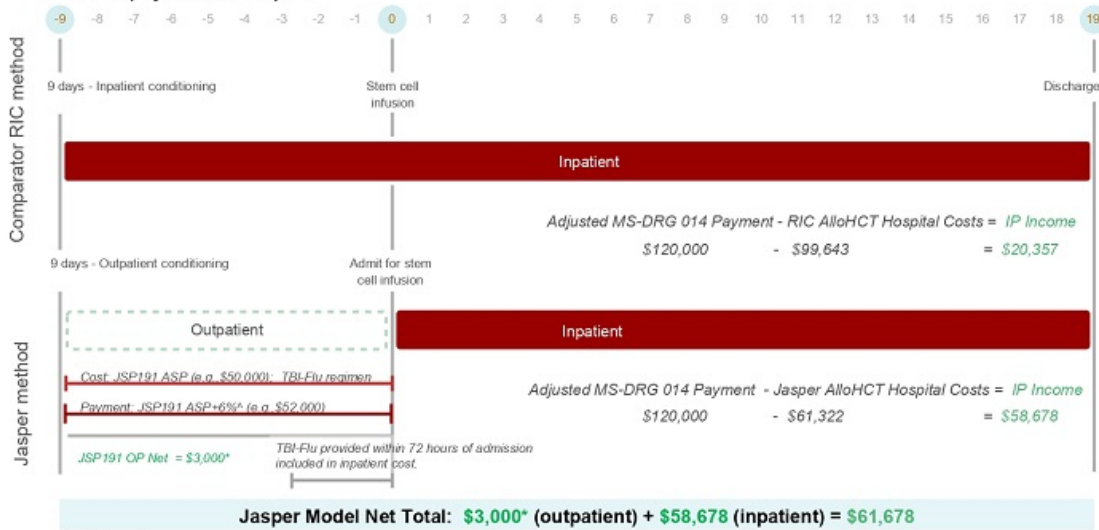 -9 -8 -7 -6 -5 -4 -3 -2 -1 0 1 2 3 4 5 6 7 8 9 10 11 12 13 14 15 16 17 18 19
Comparator RIC method
9 days - Inpatient conditioning
Stem cell
infusion
Discharge
Inpatient
Adjusted MS-DRG 014 Payment - RIC AlloHCT Hospital Costs = IP Income
$120,000 - $99,643 = $20,357
Jasper method
9 days - Outpatient conditioning
Admit for stem
cell infusion
Outpatient
Inpatient
Cost: JSP191 ASP (e.g.,$50,000); TBI-Flu regimen
Payment: JSP191 ASP+6%^ (e.g.,$52,000)
JSP191 OP Net = $3,000*
TBI-Flu provided within 72 hours of admission
included in inpatient cost.
Adjusted MS-DRG 014 Payment - Jasper AlloHCT Hospital Costs = IP Income
$120,000 - $61,322 = $58,678
Jasper Model Net Total: $3,000* (outpatient) + $58,678 (inpatient) = $61,678